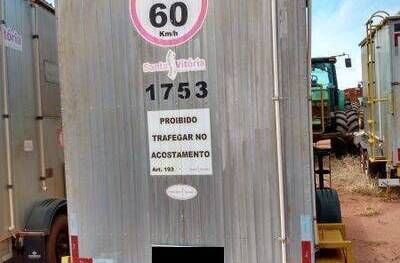 60
Km/h
Santa Vitória
1753
PROIBIDO
TRAFEGAR NO
ACOSTAMENTO
Art. 193